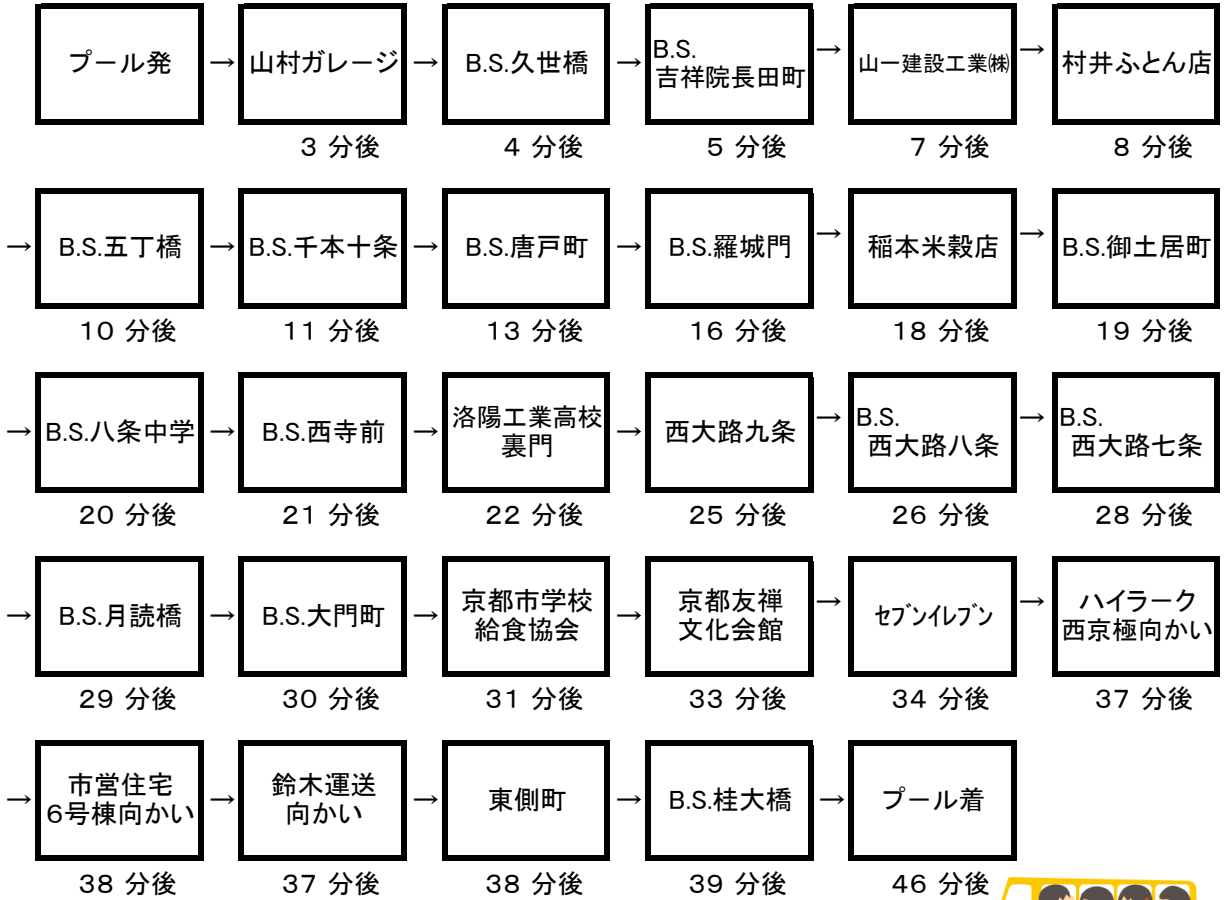 プール発 → 山村ガレージ → B.S.久世橋 → B.S. 吉祥院長田町 → 山一建設工業㈱ → 村井ふとん店
3 分後 4 分後 5 分後 7 分後 8 分後
→ B.S.五丁橋 → B.S.千本十条 → B.S.唐戸町 → B.S.羅城門 → 稲本米穀店 → B.S.御土居町
10 分後 11 分後 13 分後 16 分後 18 分後 19 分後
→ B.S.八条中学 → B.S.西寺前 → 洛陽工業高校 裏門 → 西大路九条 → B.S. 西大路八条 → B.S. 西大路七条
20 分後 21 分後 22 分後 25 分後 26 分後 28 分後
→ B.S.月読橋 → B.S.大門町 → 京都市学校 給食協会 → 京都友禅 文化会館 → ｾﾌﾞﾝｲﾚﾌﾞﾝ → ハイラーク 西京極向かい
29 分後 30 分後 31 分後 33 分後 34 分後 37 分後
→ 市営住宅 6号棟向かい → 鈴木運送 向かい → 東側町 → B.S.桂大橋 → プール着
38 分後 37 分後 38 分後 39 分後 46 分後